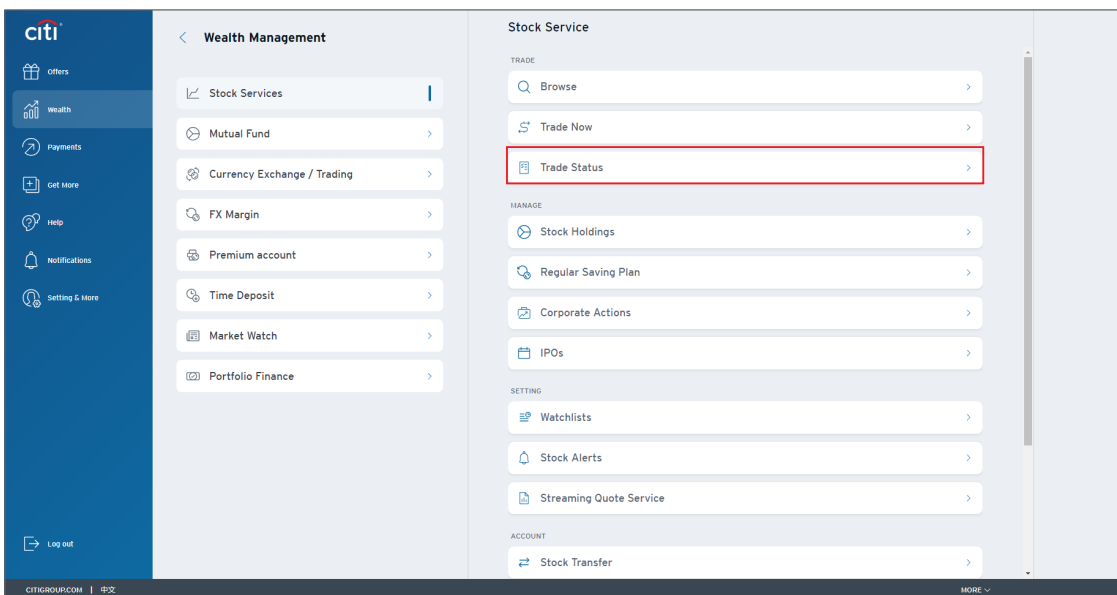 citi
Offers
Wealth
Payments
Get More
Help
Notifications
Setting & More
Log out
Wealth Management
Stock Services
Mutual Fund
Currency Exchange / Trading
FX Margin
Premium account
Time Deposit
Market Watch
Portfolio Finance
Stock Service
TRADE
Browse
Trade Now
Trade Status
MANAGE
Stock Holdings
Regular Saving Plan
Corporate Actions
IPOs
SETTING
Watchlists
Stock Alerts
Streaming Quote Service
ACCOUNT
Stock Transfer
CITIGROUP.COM | 中文
MORE